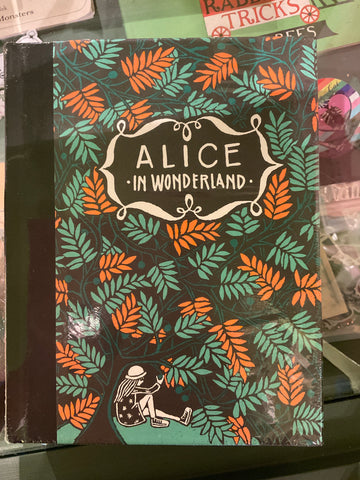 Monsters
TRICKS
ALICE
· IN WONDERLAND ·